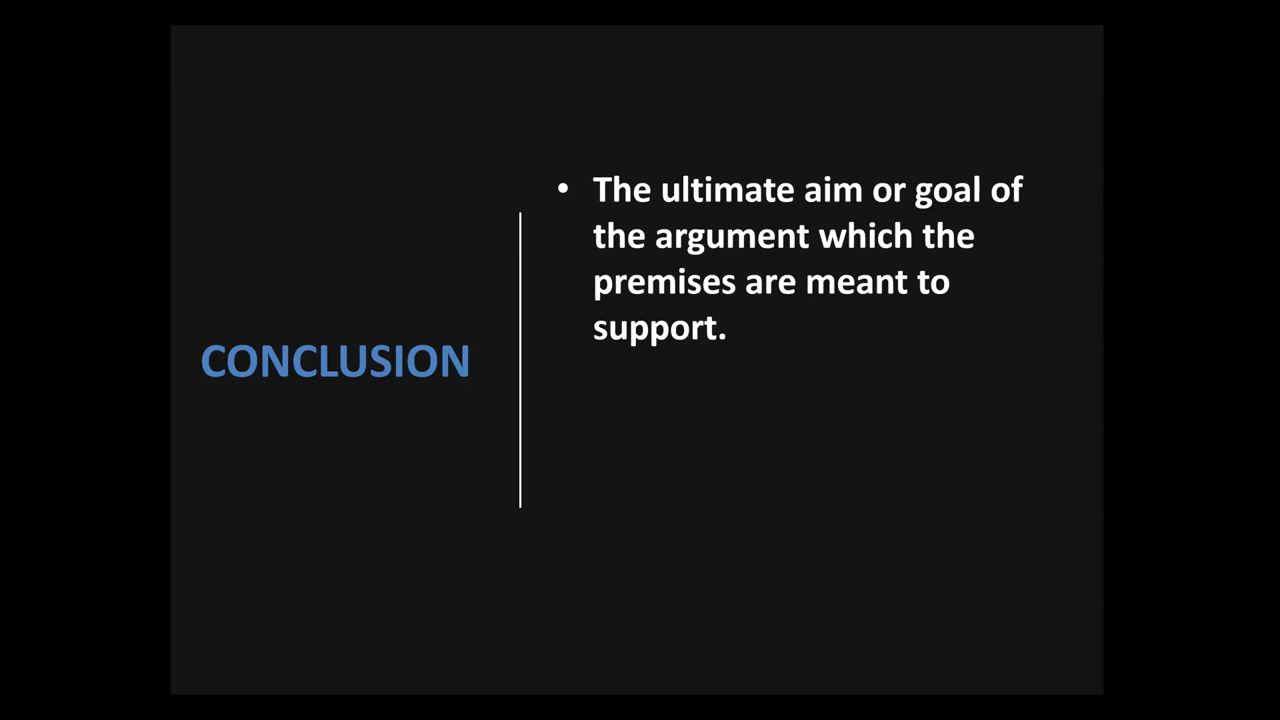 CONCLUSION
• The ultimate aim or goal of
the argument which the
premises are meant to
support.